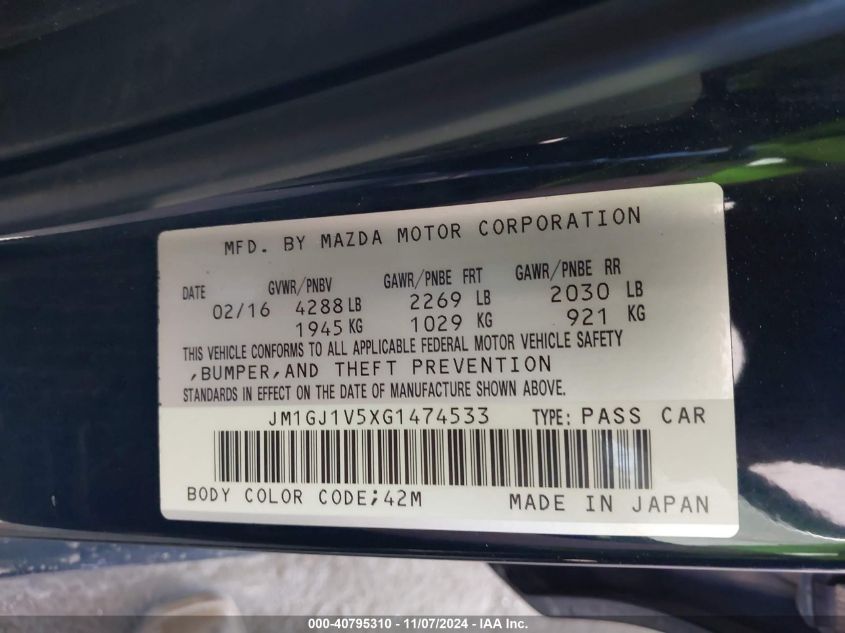 MFD. BY MAZDA MOTOR CORPORATION
DATE GVWR/PNBV GAWR/PNBE FRT GAWR/PNBE RR
02/16 4288 LB 2269 LB 2030 LB
1945 KG 1029 KG 921 KG
THIS VEHICLE CONFORMS TO ALL APPLICABLE FEDERAL MOTOR VEHICLE SAFETY
,BUMPER,AND THEFT PREVENTION
STANDARDS IN EFFECT ON THE DATE OF MANUFACTURE SHOWN ABOVE.
JM1GJ1V5XG1474533 TYPE: PASS CAR
BODY COLOR CODE;42M MADE IN JAPAN
000-40795310 - 11/07/2024 - IAA Inc.